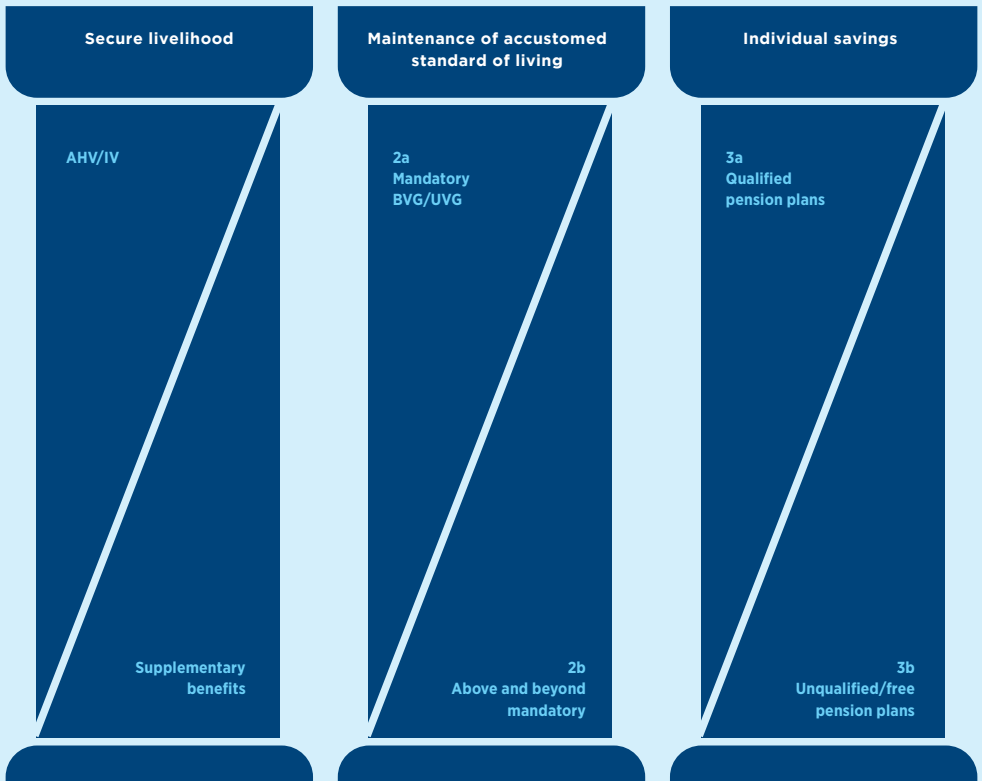 Secure livelihood
Maintenance of accustomed
standard of living
Individual savings
AHV/IV
2a
Mandatory
BVG/UVG
3a
Qualified
pension plans
Supplementary
benefits
2b
Above and beyond
mandatory
3b
Unqualified/free
pension plans